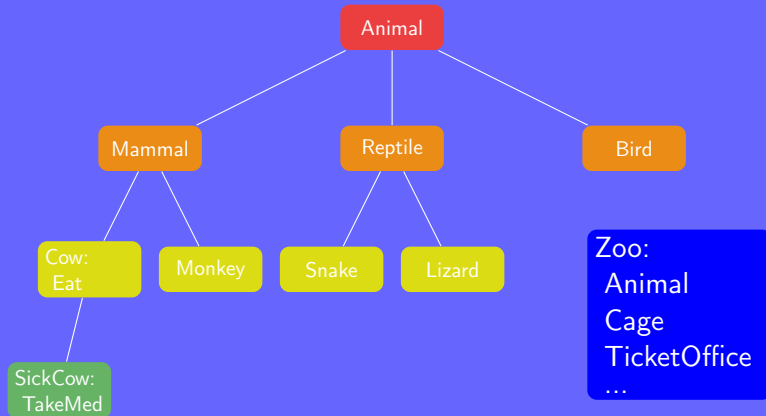 Animal
Mammal
Reptile
Bird
Cow:
Eat
Monkey
Snake
Lizard
SickCow:
TakeMed
Zoo:
Animal
Cage
TicketOffice
...